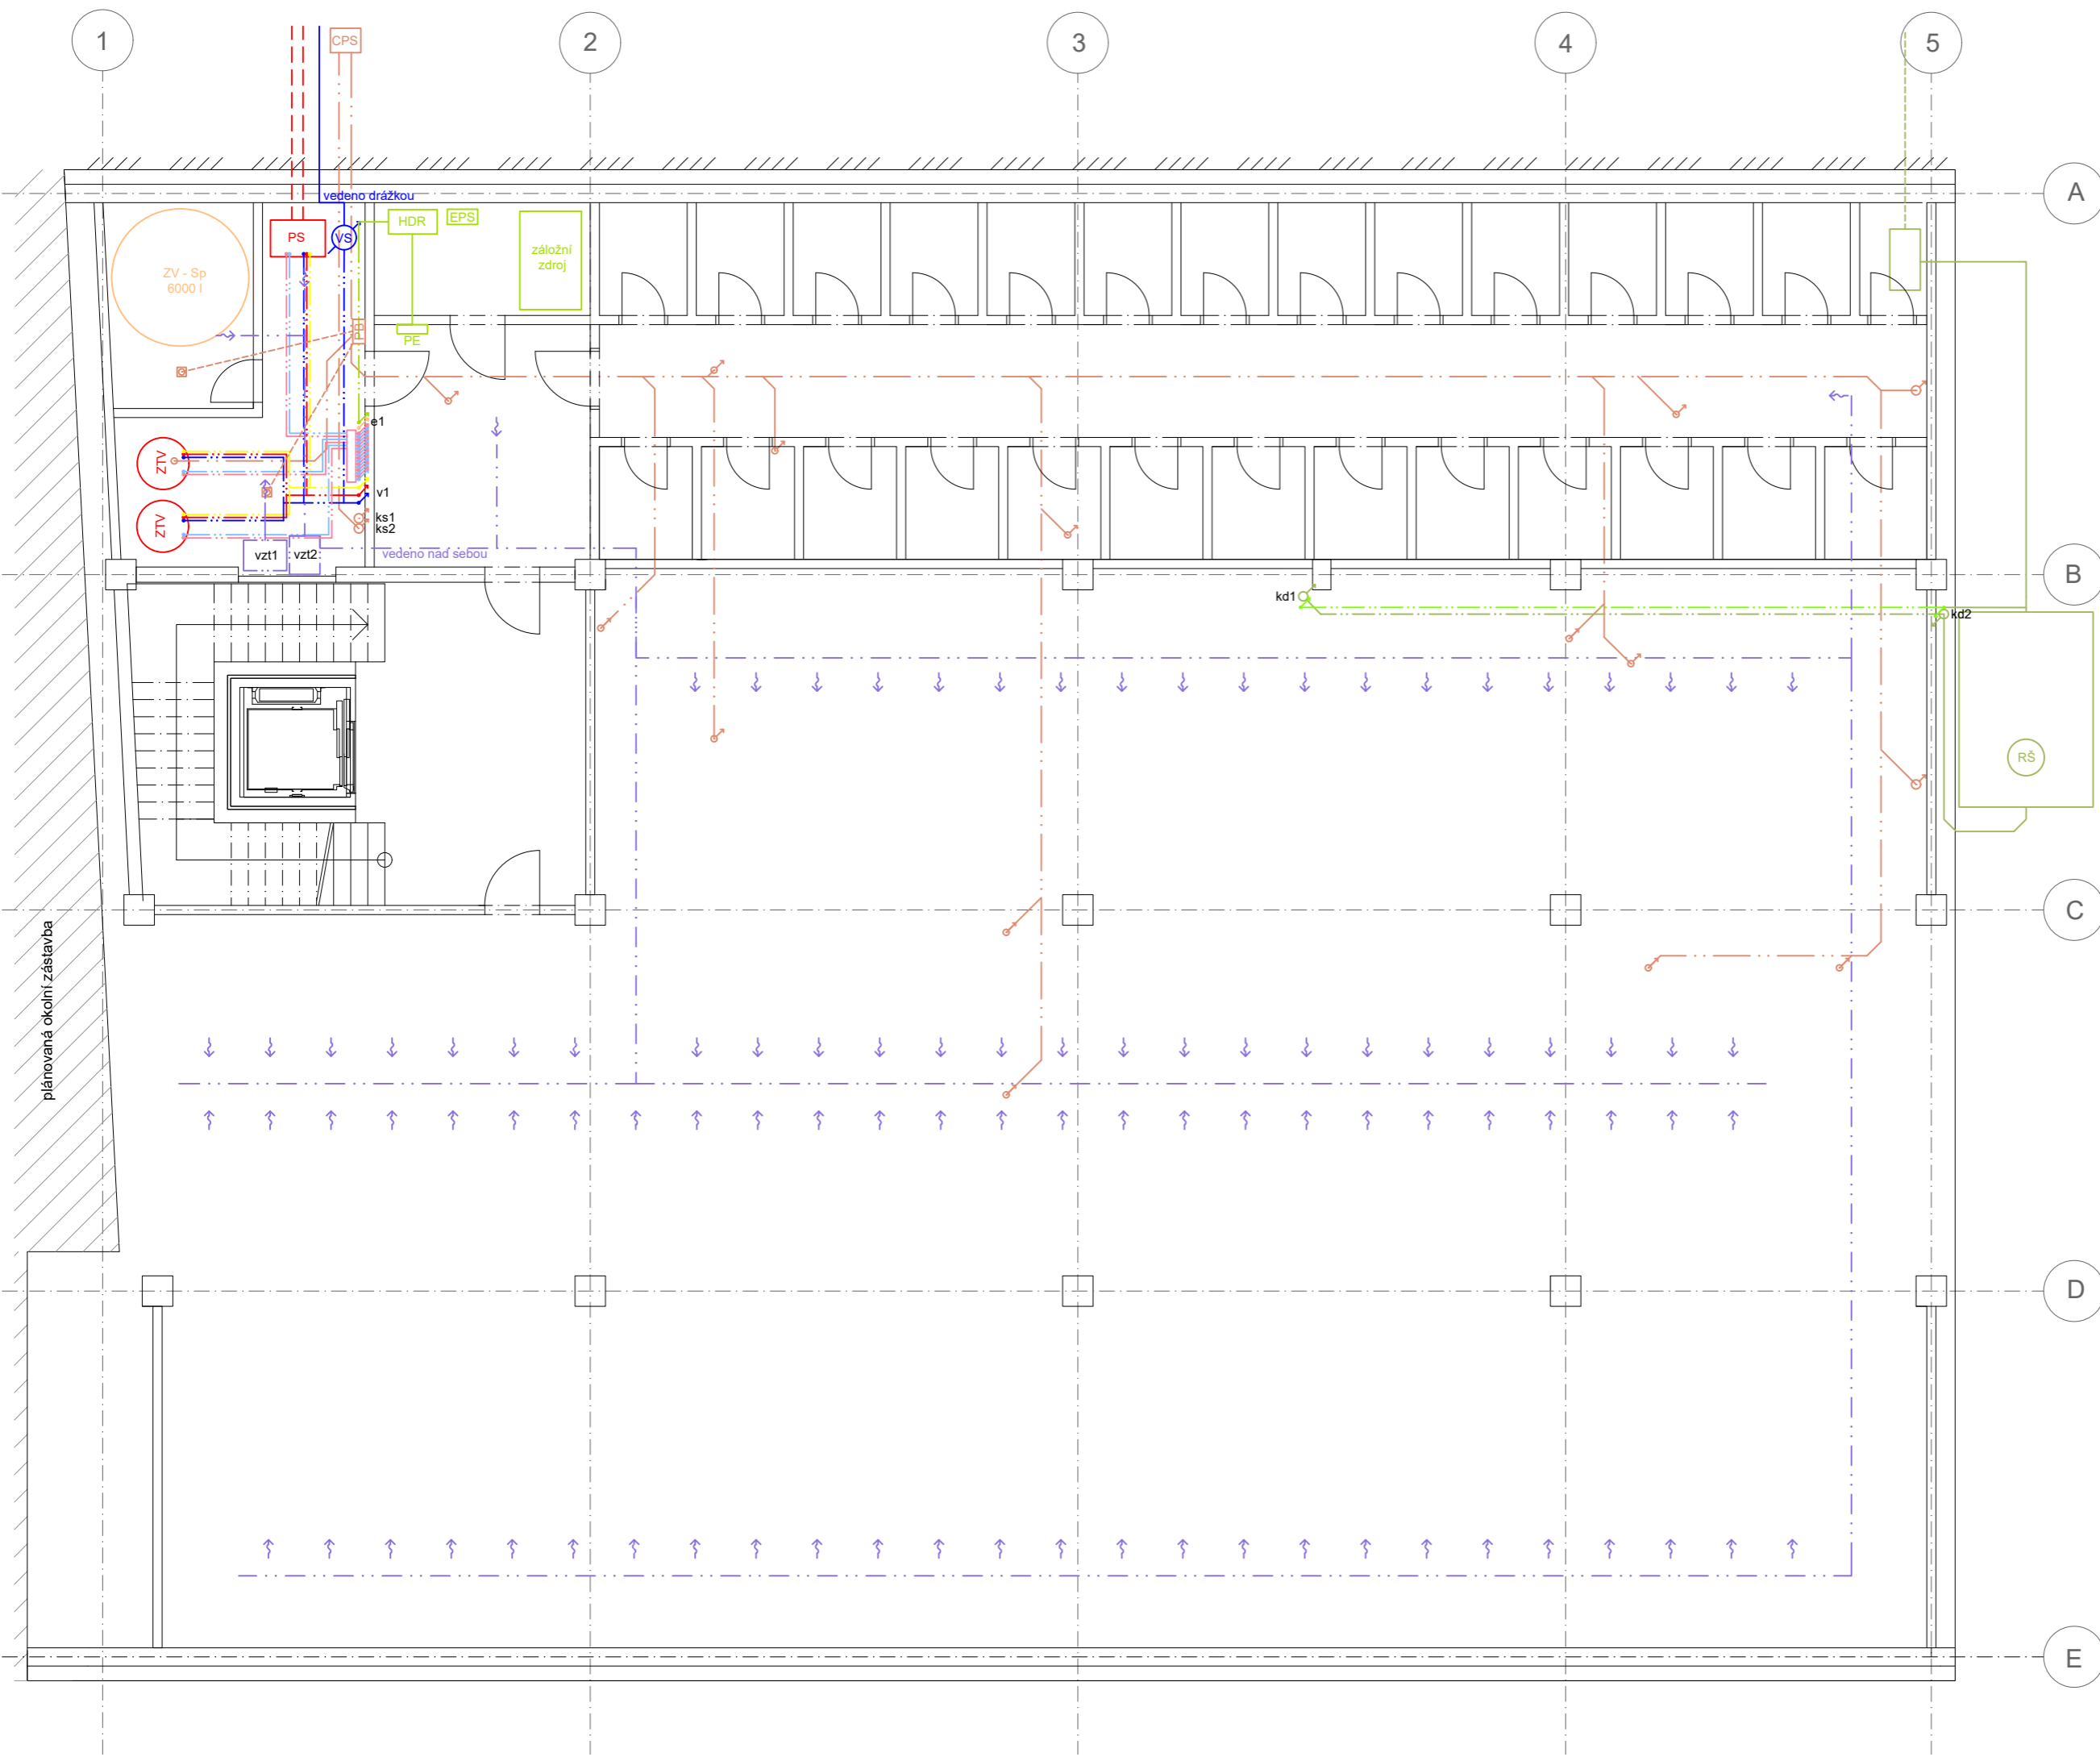 1
2
3
4
5
CPS
A
vedeno drážkou
HDR
EPS
PS
VS
záložní
zdroj
ZV - Sp
6000 l
PB
PE
e1
ZTV
v1
ks1
ks2
ZTV
vzt1
vzt2
vedeno nad sebou
B
kd1
kd2
RŠ
C
plánovaná okolní zástavba
D
E